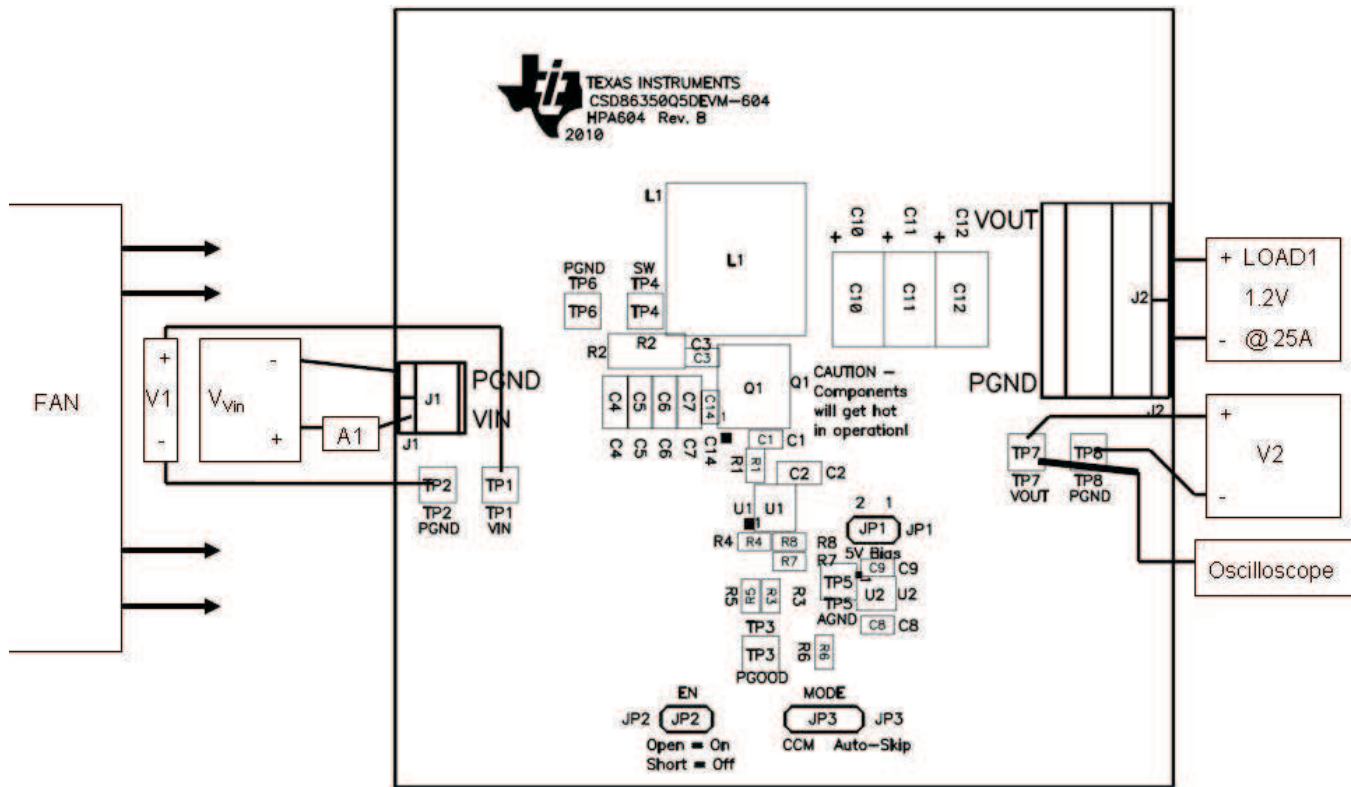 TEXAS INSTRUMENTS
CSD86350Q5DEVM-604
HPA604 Rev. B
2010
L1
L1
C10
C11
C12
+
+
+
C10
C11
C12
VOUT
J2
PGND
J2
+ LOAD1
1.2V
- @ 25A
PGND
TP6
TP6
SW
TP4
TP4
R2
R2
C3
C3
Q1
Q1
CAUTION -
Components
will get hot
in operation!
FAN
+
V1
-
-
VVin
+
A1
J1
J1
PGND
VIN
C4
C5
C6
C7
C14
1
C4
C5
C6
C7
C14
C1
C1
R1
R1
C2
C2
TP2
TP2
PGND
TP1
TP1
VIN
U1
U1
1
R4
R4
R8
R8
R7
R7
2 1
JP1
JP1
5V Bias
C9
C9
TP5
TP5
AGND
1
U2
U2
C8
C8
R5
R5
R3
R3
TP3
TP3
PGOOD
R6
R6
TP7
TP7
VOUT
TP8
TP8
PGND
+
V2
-
Oscilloscope
EN
JP2
JP2
Open = On
Short = Off
MODE
JP3
JP3
CCM Auto-Skip